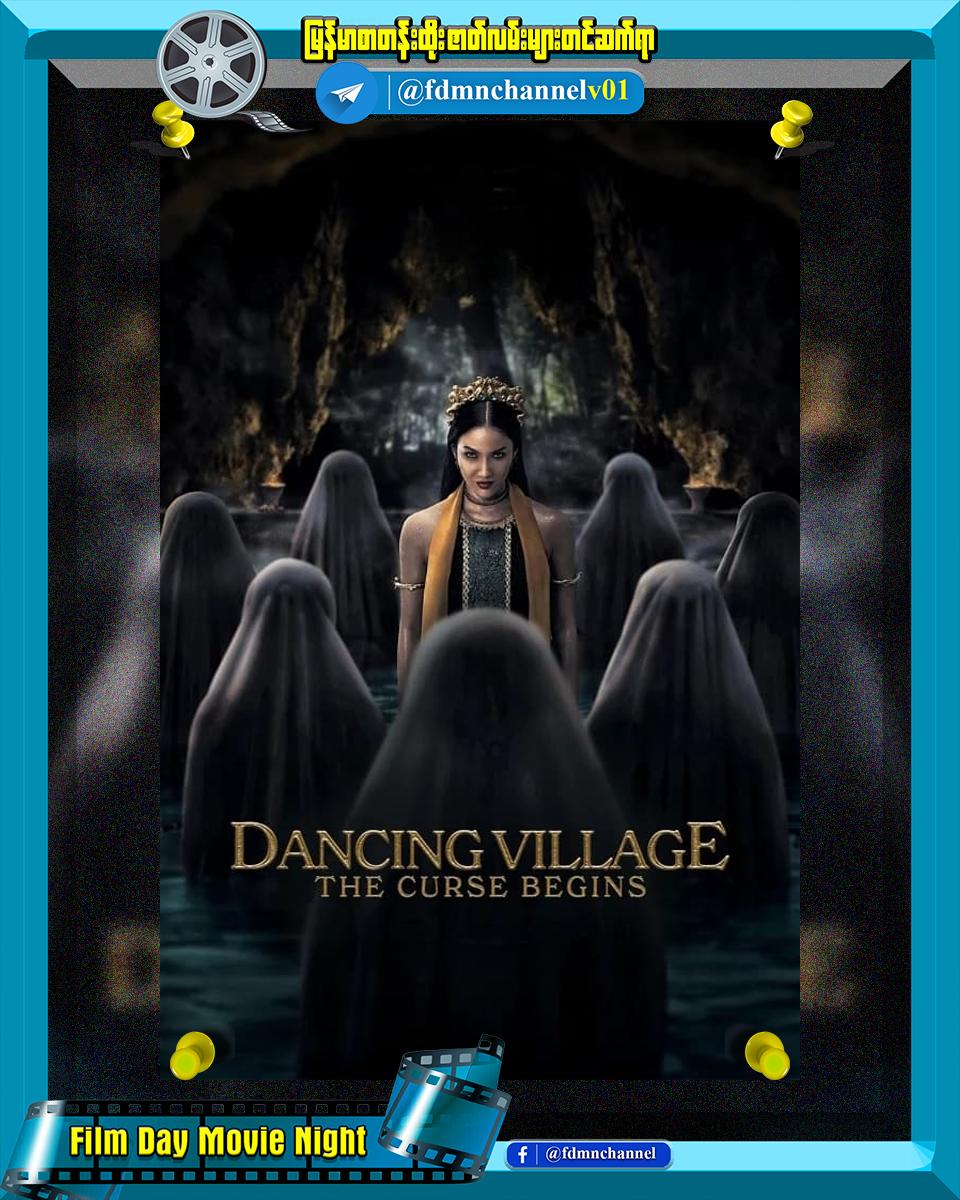 မြန်မာစာတန်းထိုးဇာတ်လမ်းများတင်ဆက်ရာ
@fdmnchannelv01
DANCING VILLAGE
THE CURSE BEGINS
Film Day Movie Night
f @fdmnchannel